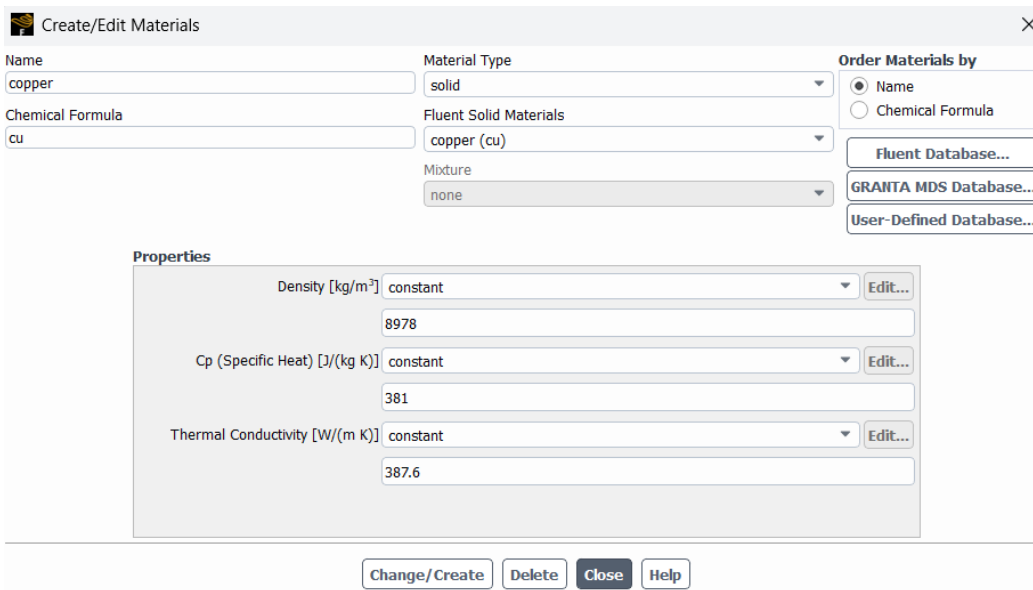 Create/Edit Materials
Name
Material Type
Order Materials by
copper
solid
Name
Chemical Formula
Fluent Solid Materials
Chemical Formula
cu
copper (cu)
Fluent Database...
Mixture
none
GRANTA MDS Database...
User-Defined Database...
Properties
Density [kg/m³] constant Edit...
8978
Cp (Specific Heat) [J/(kg K)] constant Edit...
381
Thermal Conductivity [W/(m K)] constant Edit...
387.6
Change/Create Delete Close Help